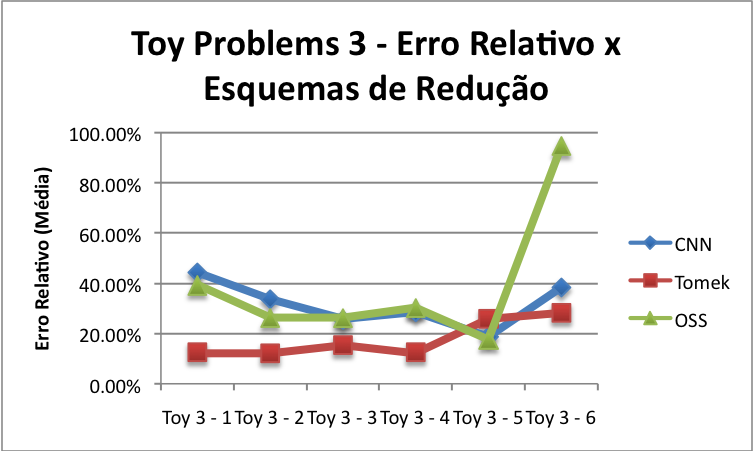 Toy Problems 3 - Erro Relativo x
Esquemas de Redução
Erro Relativo (Média)
100.00%
80.00%
60.00%
40.00%
20.00%
0.00%
Toy 3 - 1 Toy 3 - 2 Toy 3 - 3 Toy 3 - 4 Toy 3 - 5 Toy 3 - 6
CNN
Tomek
OSS